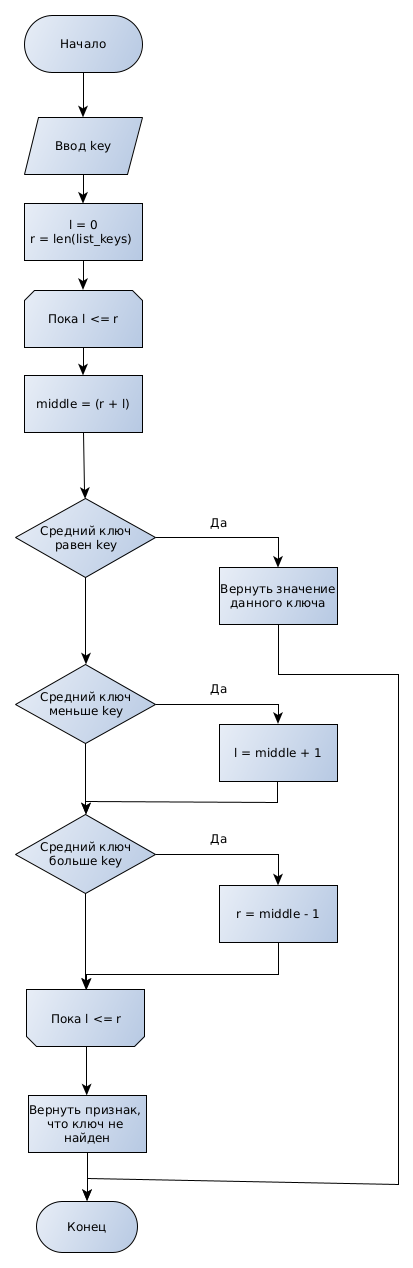 Начало
Ввод key
l = 0
r = len(list_keys)
Пока l <= r
middle = (r + l)
Средний ключ
равен key
Да
Вернуть значение
данного ключа
Средний ключ
меньше key
Да
l = middle + 1
Средний ключ
больше key
Да
r = middle - 1
Пока l <= r
Вернуть признак,
что ключ не
найден
Конец